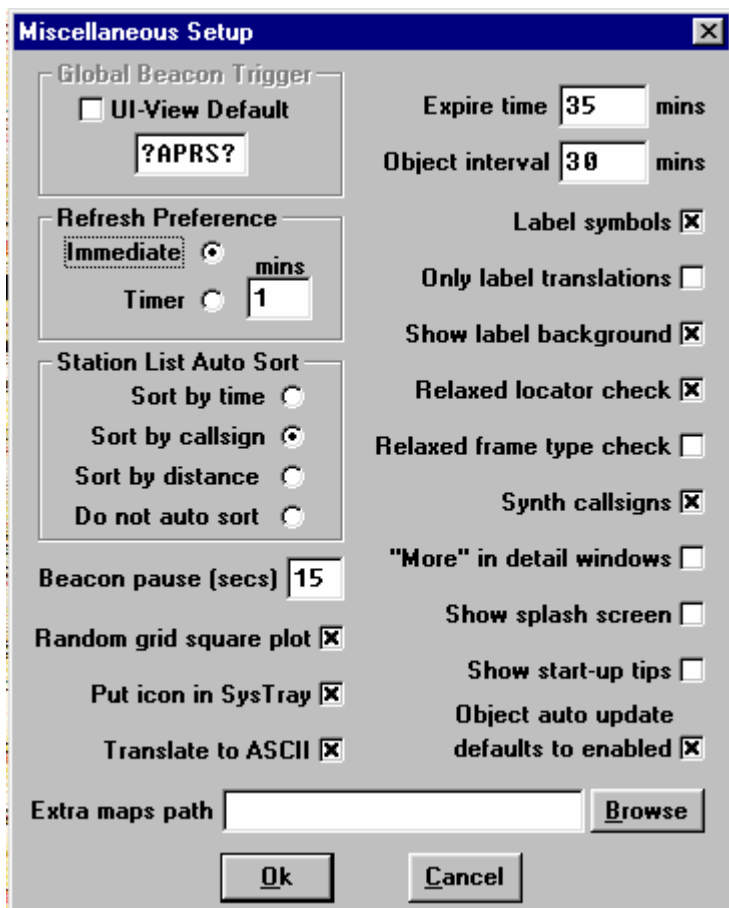 Miscellaneous Setup
Global Beacon Trigger
UI-View Default
?APRS?
Refresh Preference
Immediate
mins
Timer
1
Station List Auto Sort
Sort by time
Sort by callsign
Sort by distance
Do not auto sort
Beacon pause (secs) 15
Random grid square plot
Put icon in SysTray
Translate to ASCII
Expire time 35 mins
Object interval 30 mins
Label symbols
Only label translations
Show label background
Relaxed locator check
Relaxed frame type check
Synth callsigns
"More" in detail windows
Show splash screen
Show start-up tips
Object auto update
defaults to enabled
Extra maps path Browse
Ok Cancel